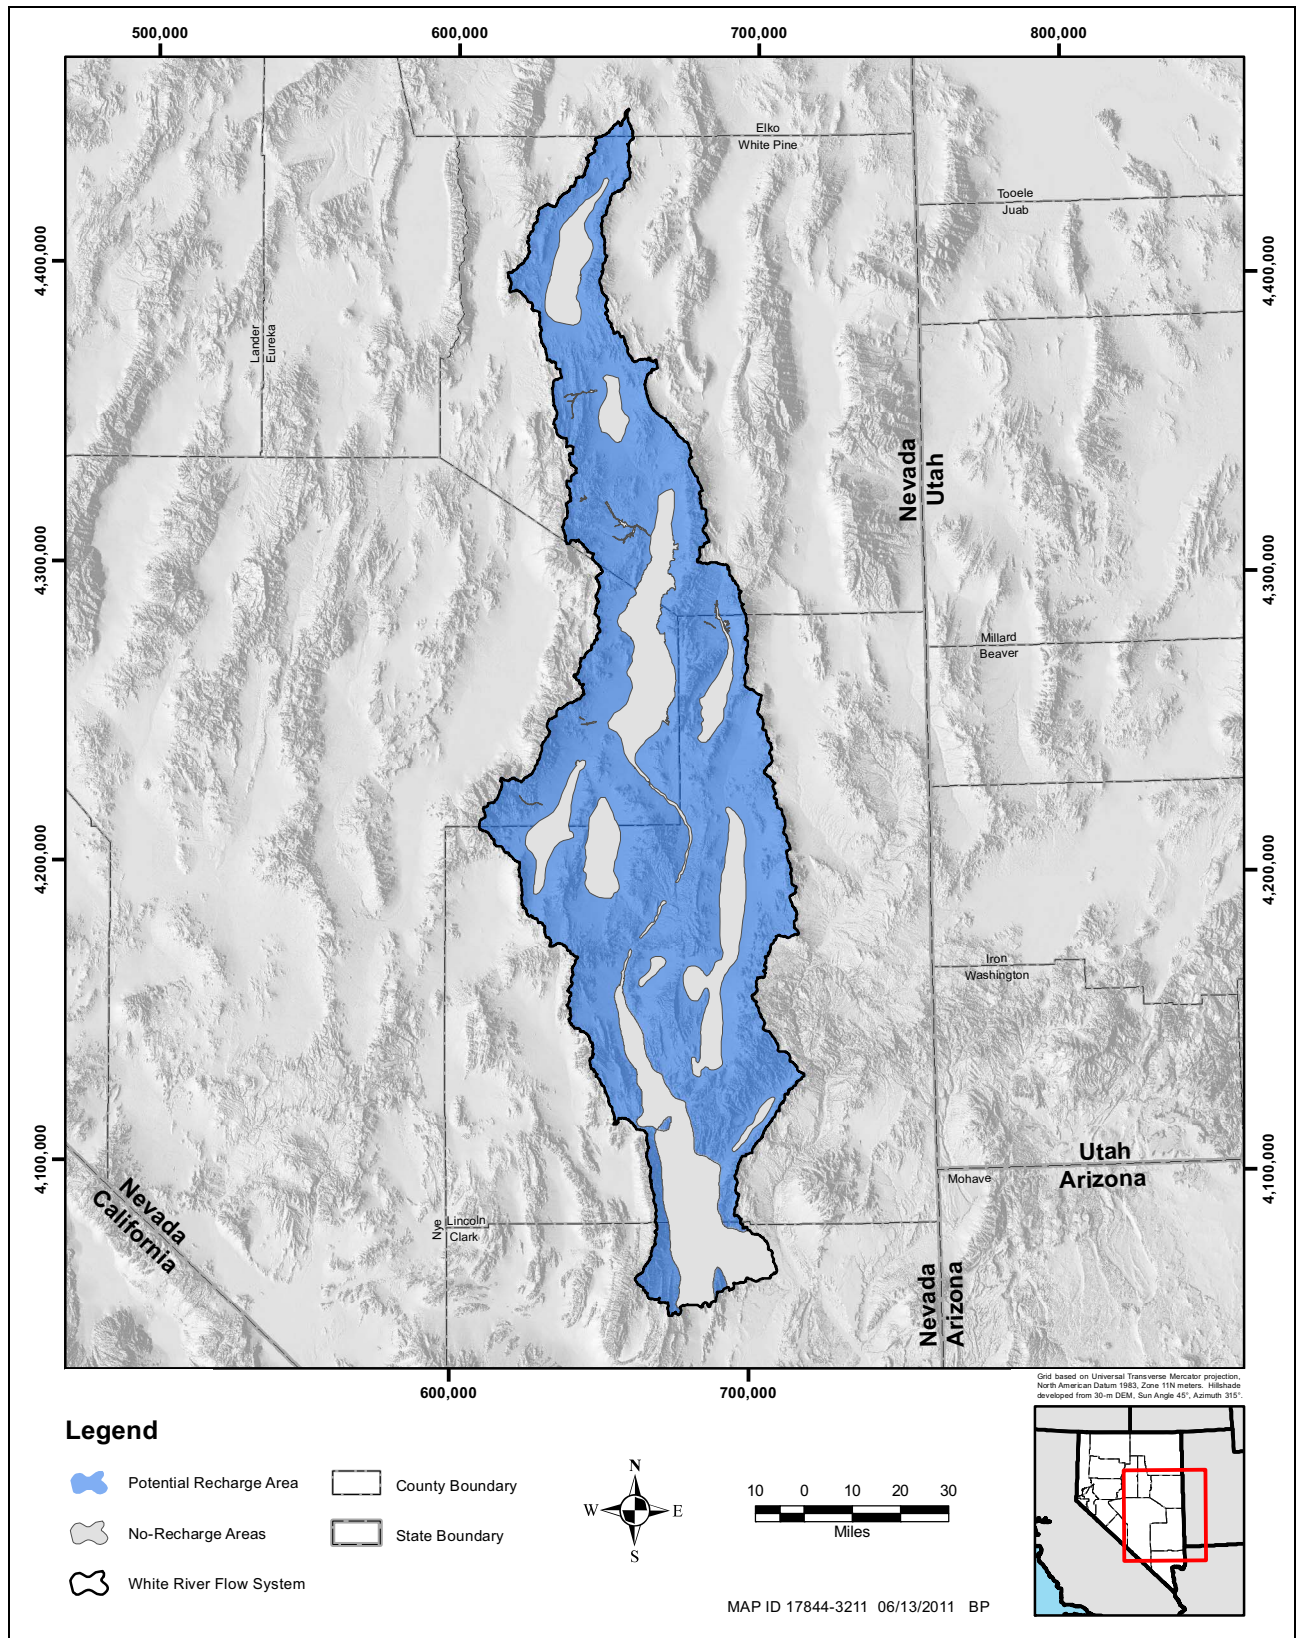 500,000
600,000
700,000
800,000
Elko
White Pine
Tooele
Juab
4,400,000
4,400,000
Lander
Eureka
Nevada
Utah
4,300,000
4,300,000
Millard
Beaver
4,200,000
4,200,000
Iron
Washington
4,100,000
4,100,000
Utah
Arizona
Mohave
Nevada
California
Nye
Lincoln
Clark
Nevada
Arizona
600,000
700,000
Grid based on Universal Transverse Mercator projection,
North American Datum 1983, Zone 11N meters. Hillshade
developed from 30-m DEM, Sun Angle 45°, Azimuth 315°.
Legend
Potential Recharge Area
No-Recharge Areas
White River Flow System
County Boundary
State Boundary
N
W
E
S
10 0 10 20 30
Miles
MAP ID 17844-3211 06/13/2011 BP